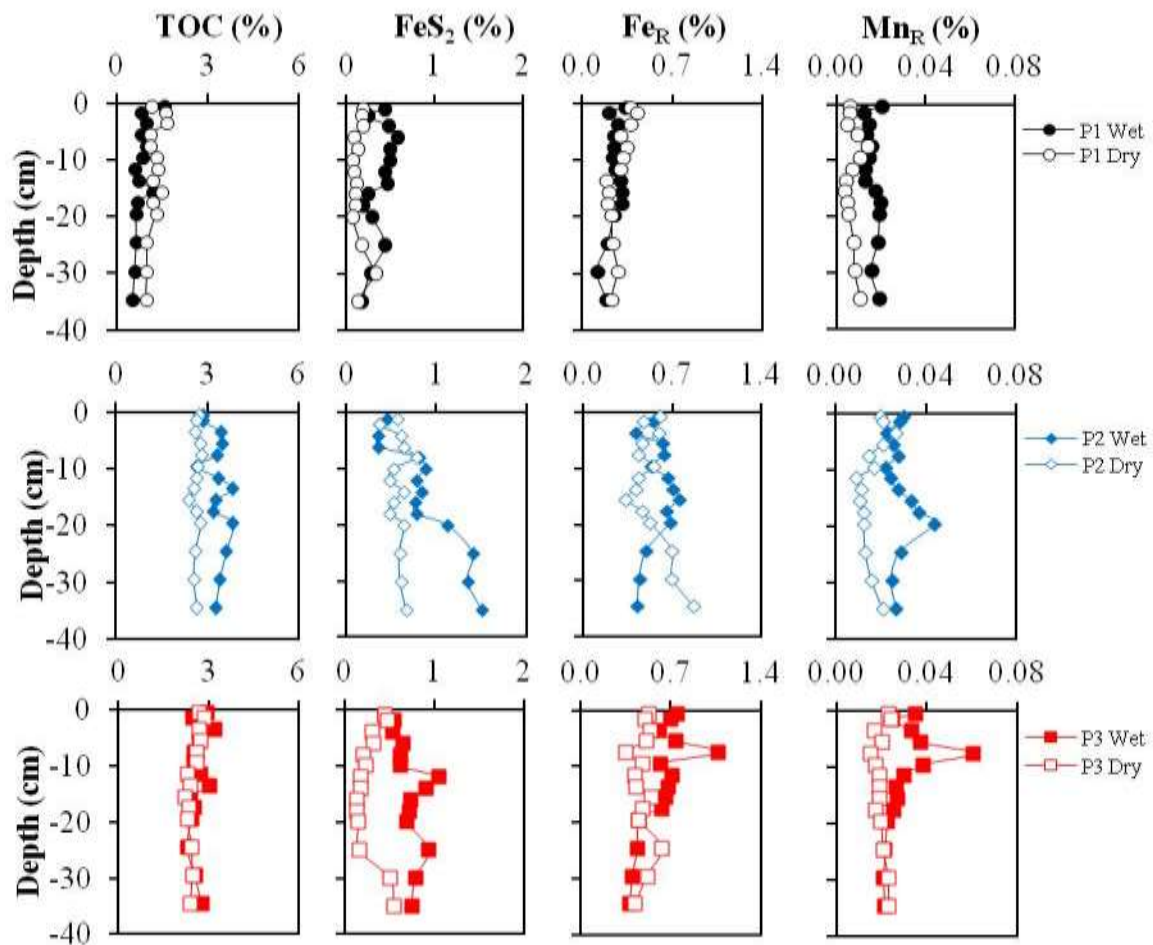 TOC (%) FeS₂ (%) Fe_R (%) Mn_R (%)
0 3 6 0 1 2 0.0 0.7 1.4 0.00 0.04 0.08
0
-10
-20
-30
-40
Depth (cm)
P1 Wet
P1 Dry
0 3 6 0 1 2 0.0 0.7 1.4 0.00 0.04 0.08
0
-10
-20
-30
-40
Depth (cm)
P2 Wet
P2 Dry
0 3 6 0 1 2 0.0 0.7 1.4 0.00 0.04 0.08
0
-10
-20
-30
-40
Depth (cm)
P3 Wet
P3 Dry